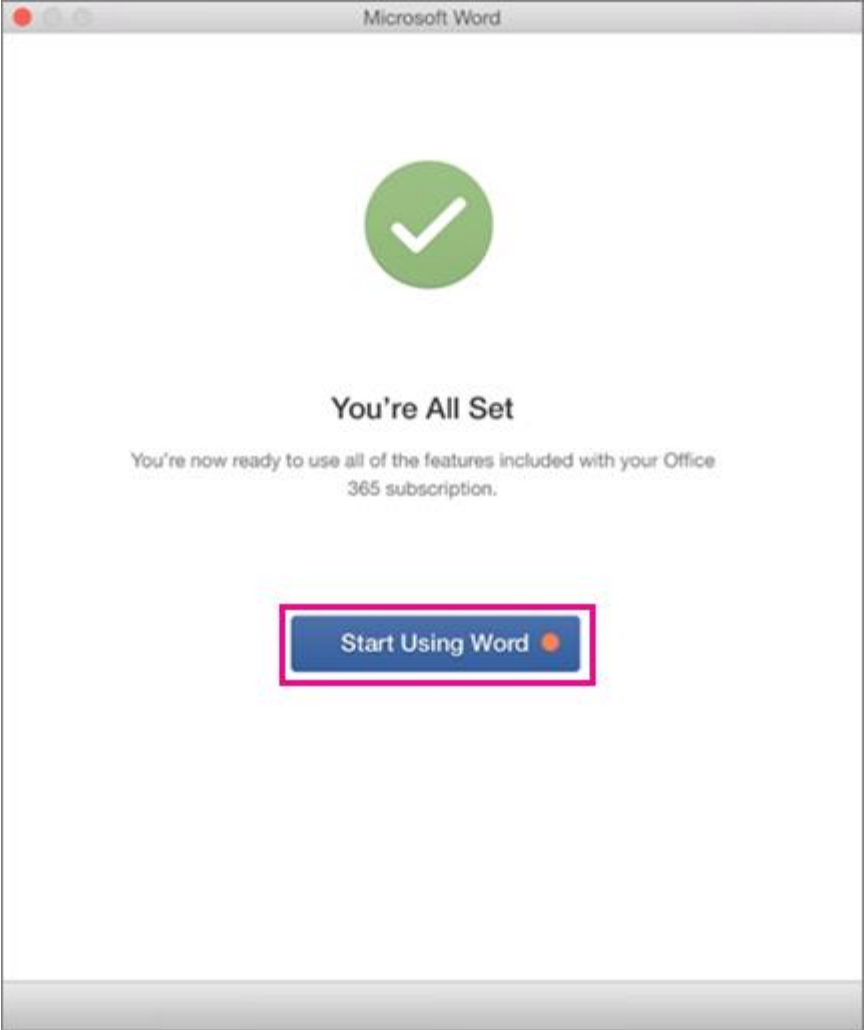 Microsoft Word
You're All Set
You're now ready to use all of the features included with your Office
365 subscription.
Start Using Word